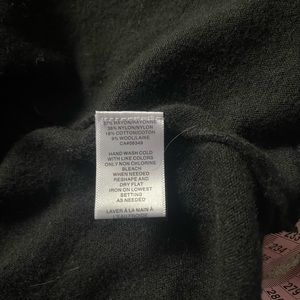 RAYON/RAYONNE
NYLON/NYLON
COTTON/COTON
WOOL/LAINE
HAND WASH COLD
WITH LIKE COLORS
ONLY NON CHLORINE
BLEACH
WHEN NEEDED
RESHAPE AND
DRY FLAT
IRON ON LOWEST
SETTING
AS NEEDED
LAVER À LA MAIN À
234